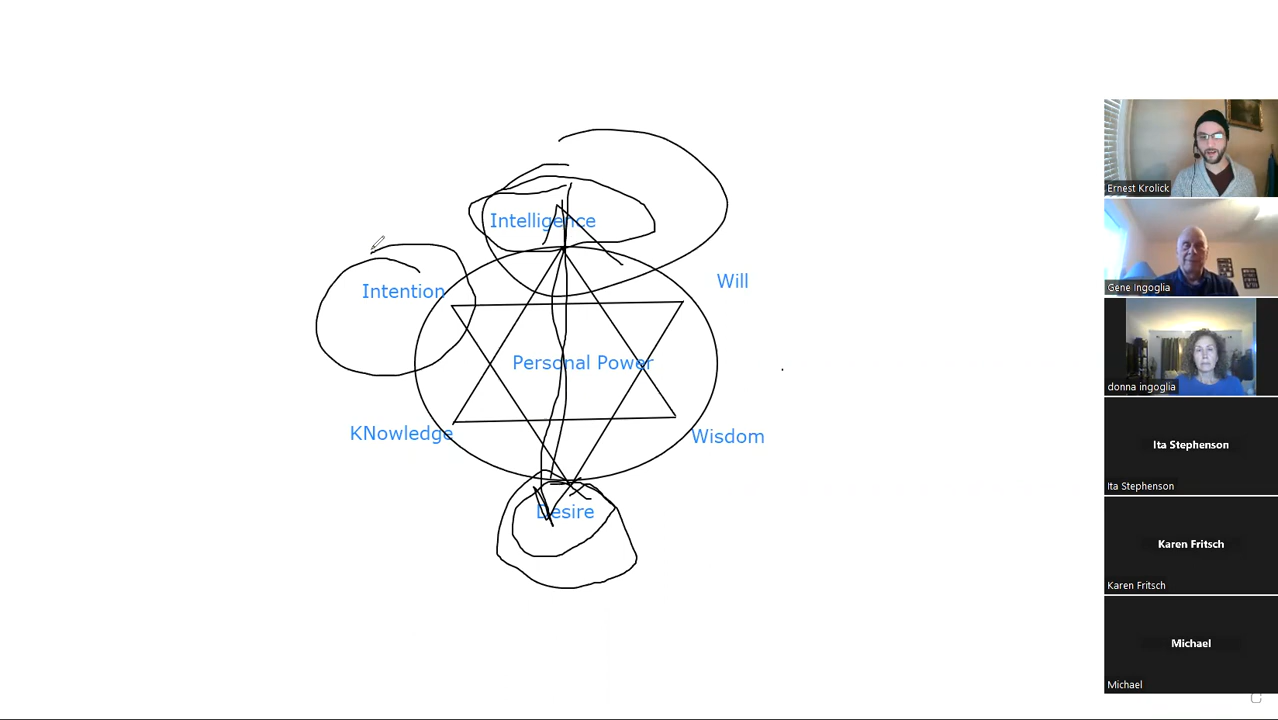 Intelligence
Will
Intention
Personal Power
KNowledge
Wisdom
Desire
Ernest Krolick
Gene Ingoglia
donna ingoglia
Ita Stephenson
Ita Stephenson
Karen Fritsch
Karen Fritsch
Michael
Michael